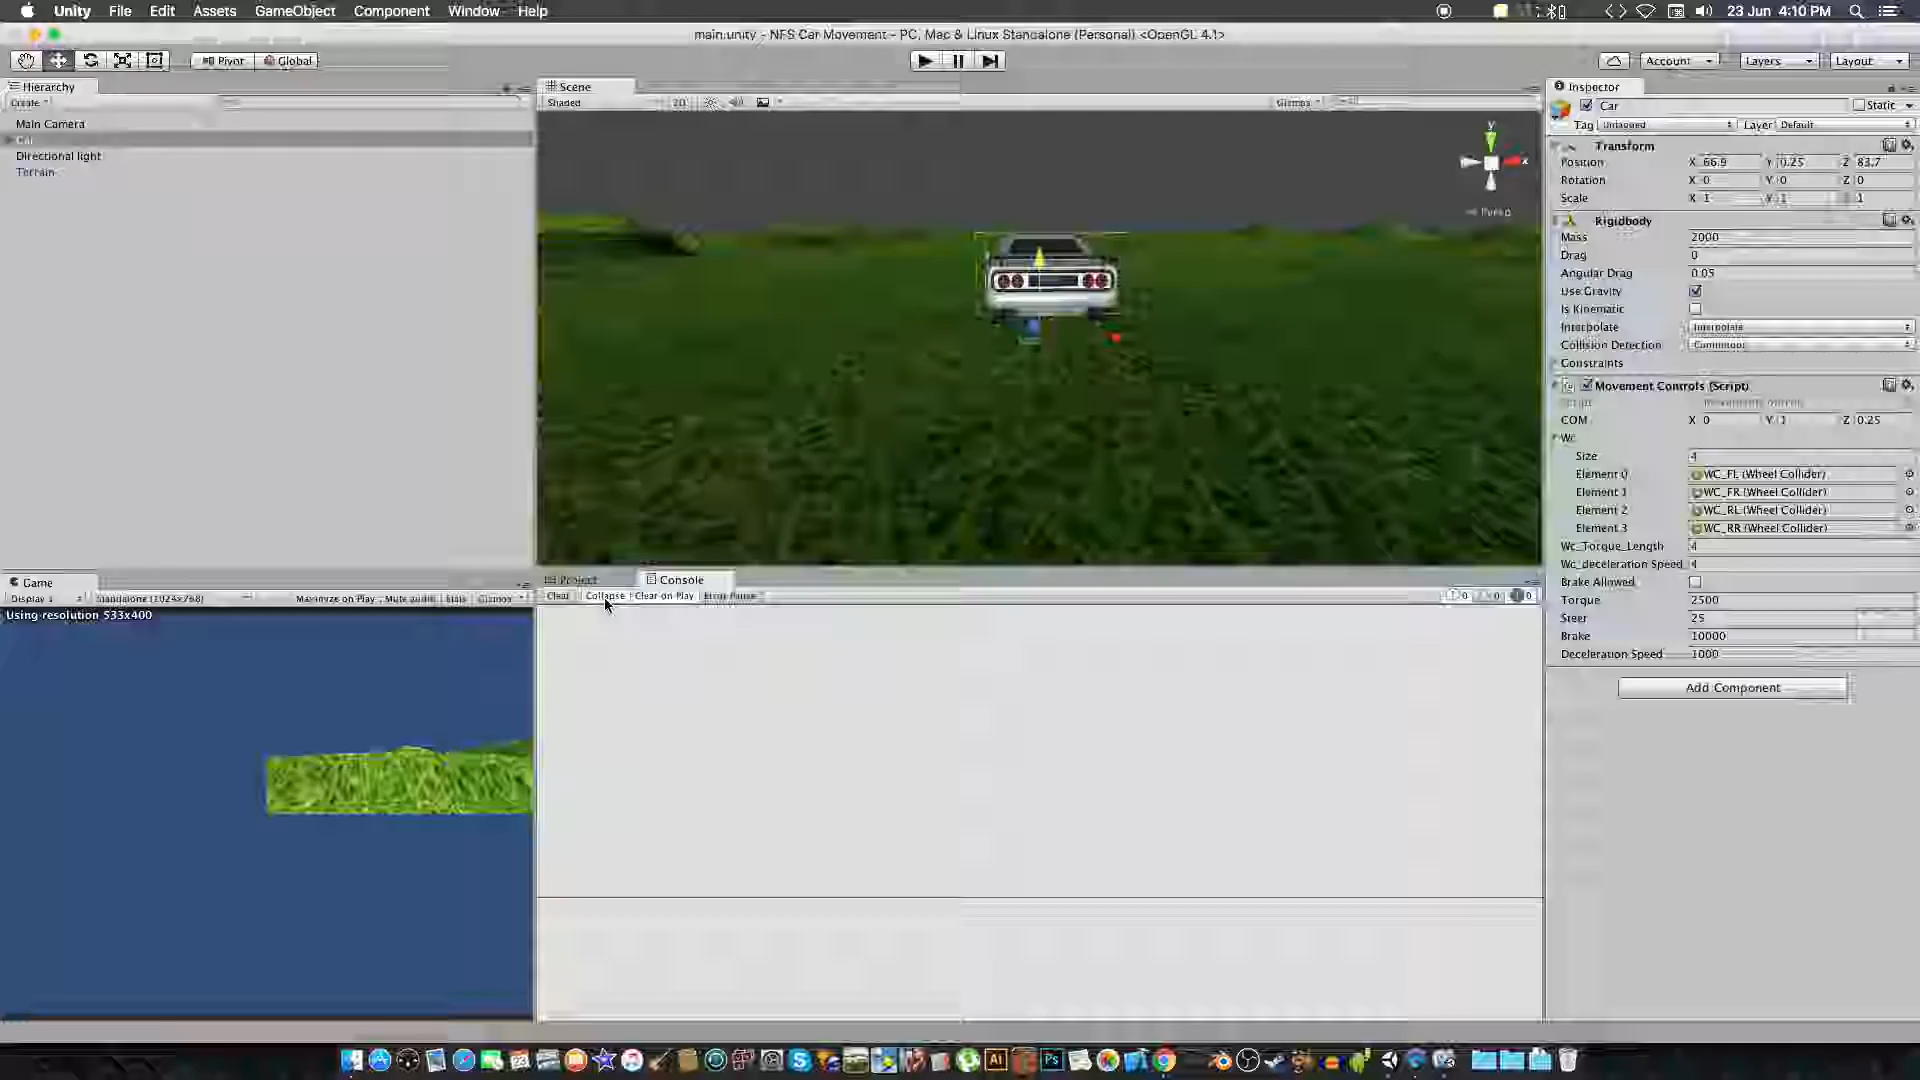 Unity File Edit Assets GameObject Component Window Help
23 Jun 4:10 PM
main.unity - NFS Car Movement - PC, Mac & Linux Standalone (Personal) <OpenGL 4.1>
Pivot Global
Account Layers Layout
Hierarchy
Create
Main Camera
Car
Directional light
Terrain
Scene
Shaded 2D Gizmos
y
x
Persp
Game
Display 1 Standalone (1024x768) Maximize on Play Mute audio Stats Gizmos
Using resolution 533x400
Project Console
Clear Collapse Clear on Play Error Pause 0 0 0
Inspector
Car Static
Tag Untagged Layer Default
Transform
Position X 66.9 Y 0.25 Z 83.7
Rotation X 0 Y 0 Z 0
Scale X 1 Y 1 1
Rigidbody
Mass 2000
Drag 0
Angular Drag 0.05
Use Gravity
Is Kinematic
Interpolate Interpolate
Collision Detection Continuous
Constraints
Movement Controls (Script)
Script
COM X 0 Y 1 Z 0.25
Wc
Size 4
Element 0 WC_FL (Wheel Collider)
Element 1 WC_FR (Wheel Collider)
Element 2 WC_RL (Wheel Collider)
Element 3 WC_RR (Wheel Collider)
Wc_Torque_Length 4
Wc_deceleration Speed 4
Brake Allowed
Torque 2500
Steer 25
Brake 10000
Deceleration Speed 1000
Add Component
Ai
Ps